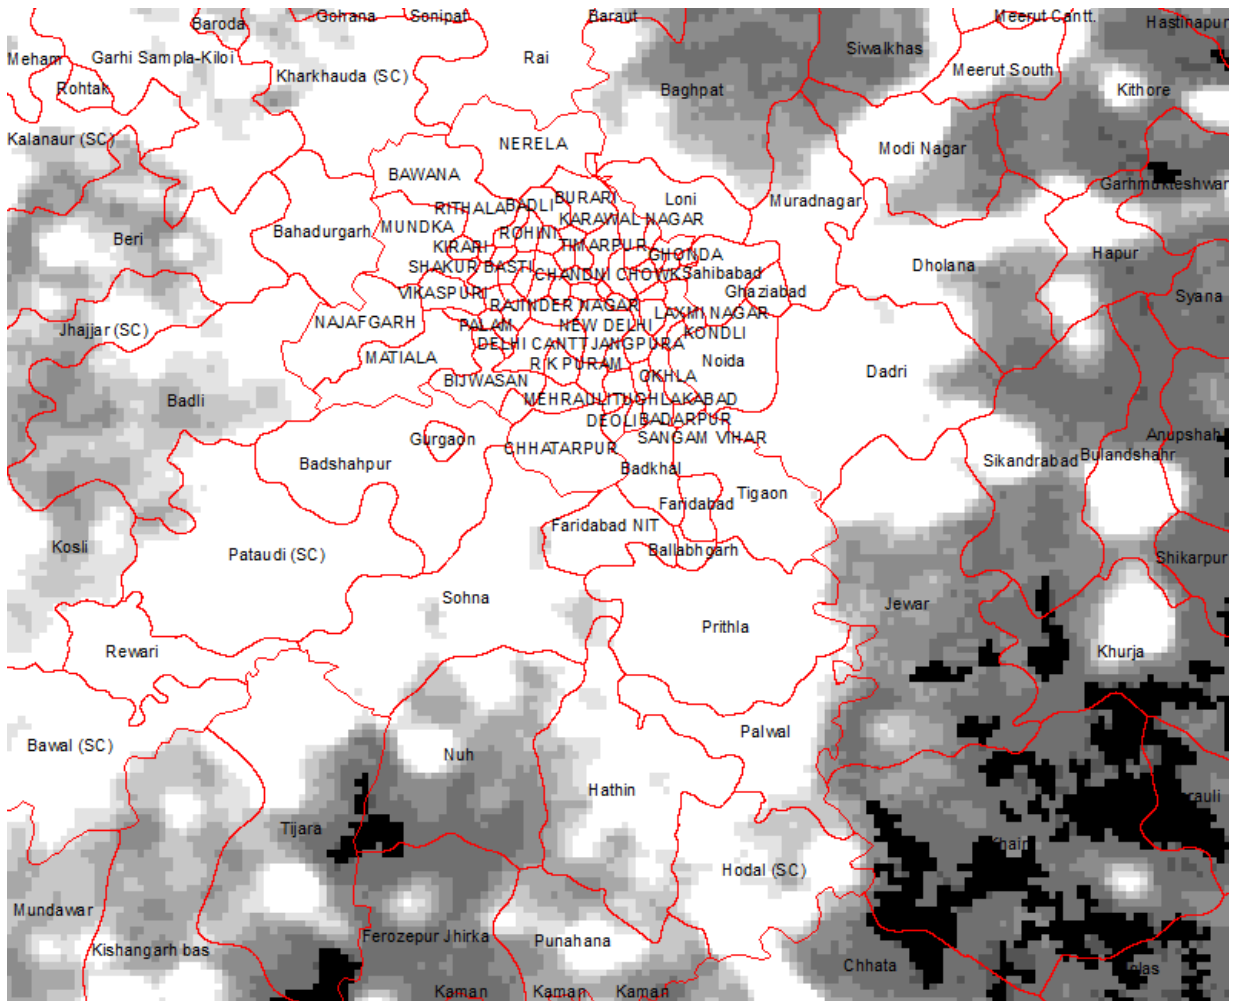 Baroda
Gohana
Sonipat
Baraut
Meerut Cantt.
Hastinapur
Meham
Garhi Sampla-Kiloi
Kharkhauda (SC)
Rai
Siwalkhas
Meerut South
Rohtak
Baghpat
Kithore
Kalanaur (SC)
NERELA
Modi Nagar
BAWANA
Garhmukteshwar
RITHALA
BADLI
BURARI
Loni
Muradnagar
KARAWAL NAGAR
Bahadurgarh
MUNDKA
ROHINI
Beri
KIRARI
TIMARPUR
GHONDA
Hapur
SHAKUR BASTI
CHANDNI CHOWK
Sahibabad
Dholana
VIKASPURI
Ghaziabad
Syana
RAJINDER NAGAR
LAXMI NAGAR
NAJAFGARH
PALAM
NEW DELHI
KONDLI
Jhajjar (SC)
DELHI CANTT
JANGPURA
MATIALA
R K PURAM
Noida
Dadri
BIJWASAN
OKHLA
Badli
MEHRAULI
TUGHLAKABAD
DEOLI
BADARPUR
Gurgaon
CHHATARPUR
SANGAM VIHAR
Anupshah
Badshahpur
Badkhal
Sikandrabad
Bulandshahr
Tigaon
Faridabad
Faridabad NIT
Kosli
Pataudi (SC)
Ballabhgarh
Shikarpur
Sohna
Jewar
Prithla
Rewari
Khurja
Bawal (SC)
Palwal
Nuh
Hathin
rauli
Tijara
Khair
Hodal (SC)
Mundawar
Kishangarh bas
Ferozepur Jhirka
Punahana
Chhata
Kaman
Kaman
Kaman